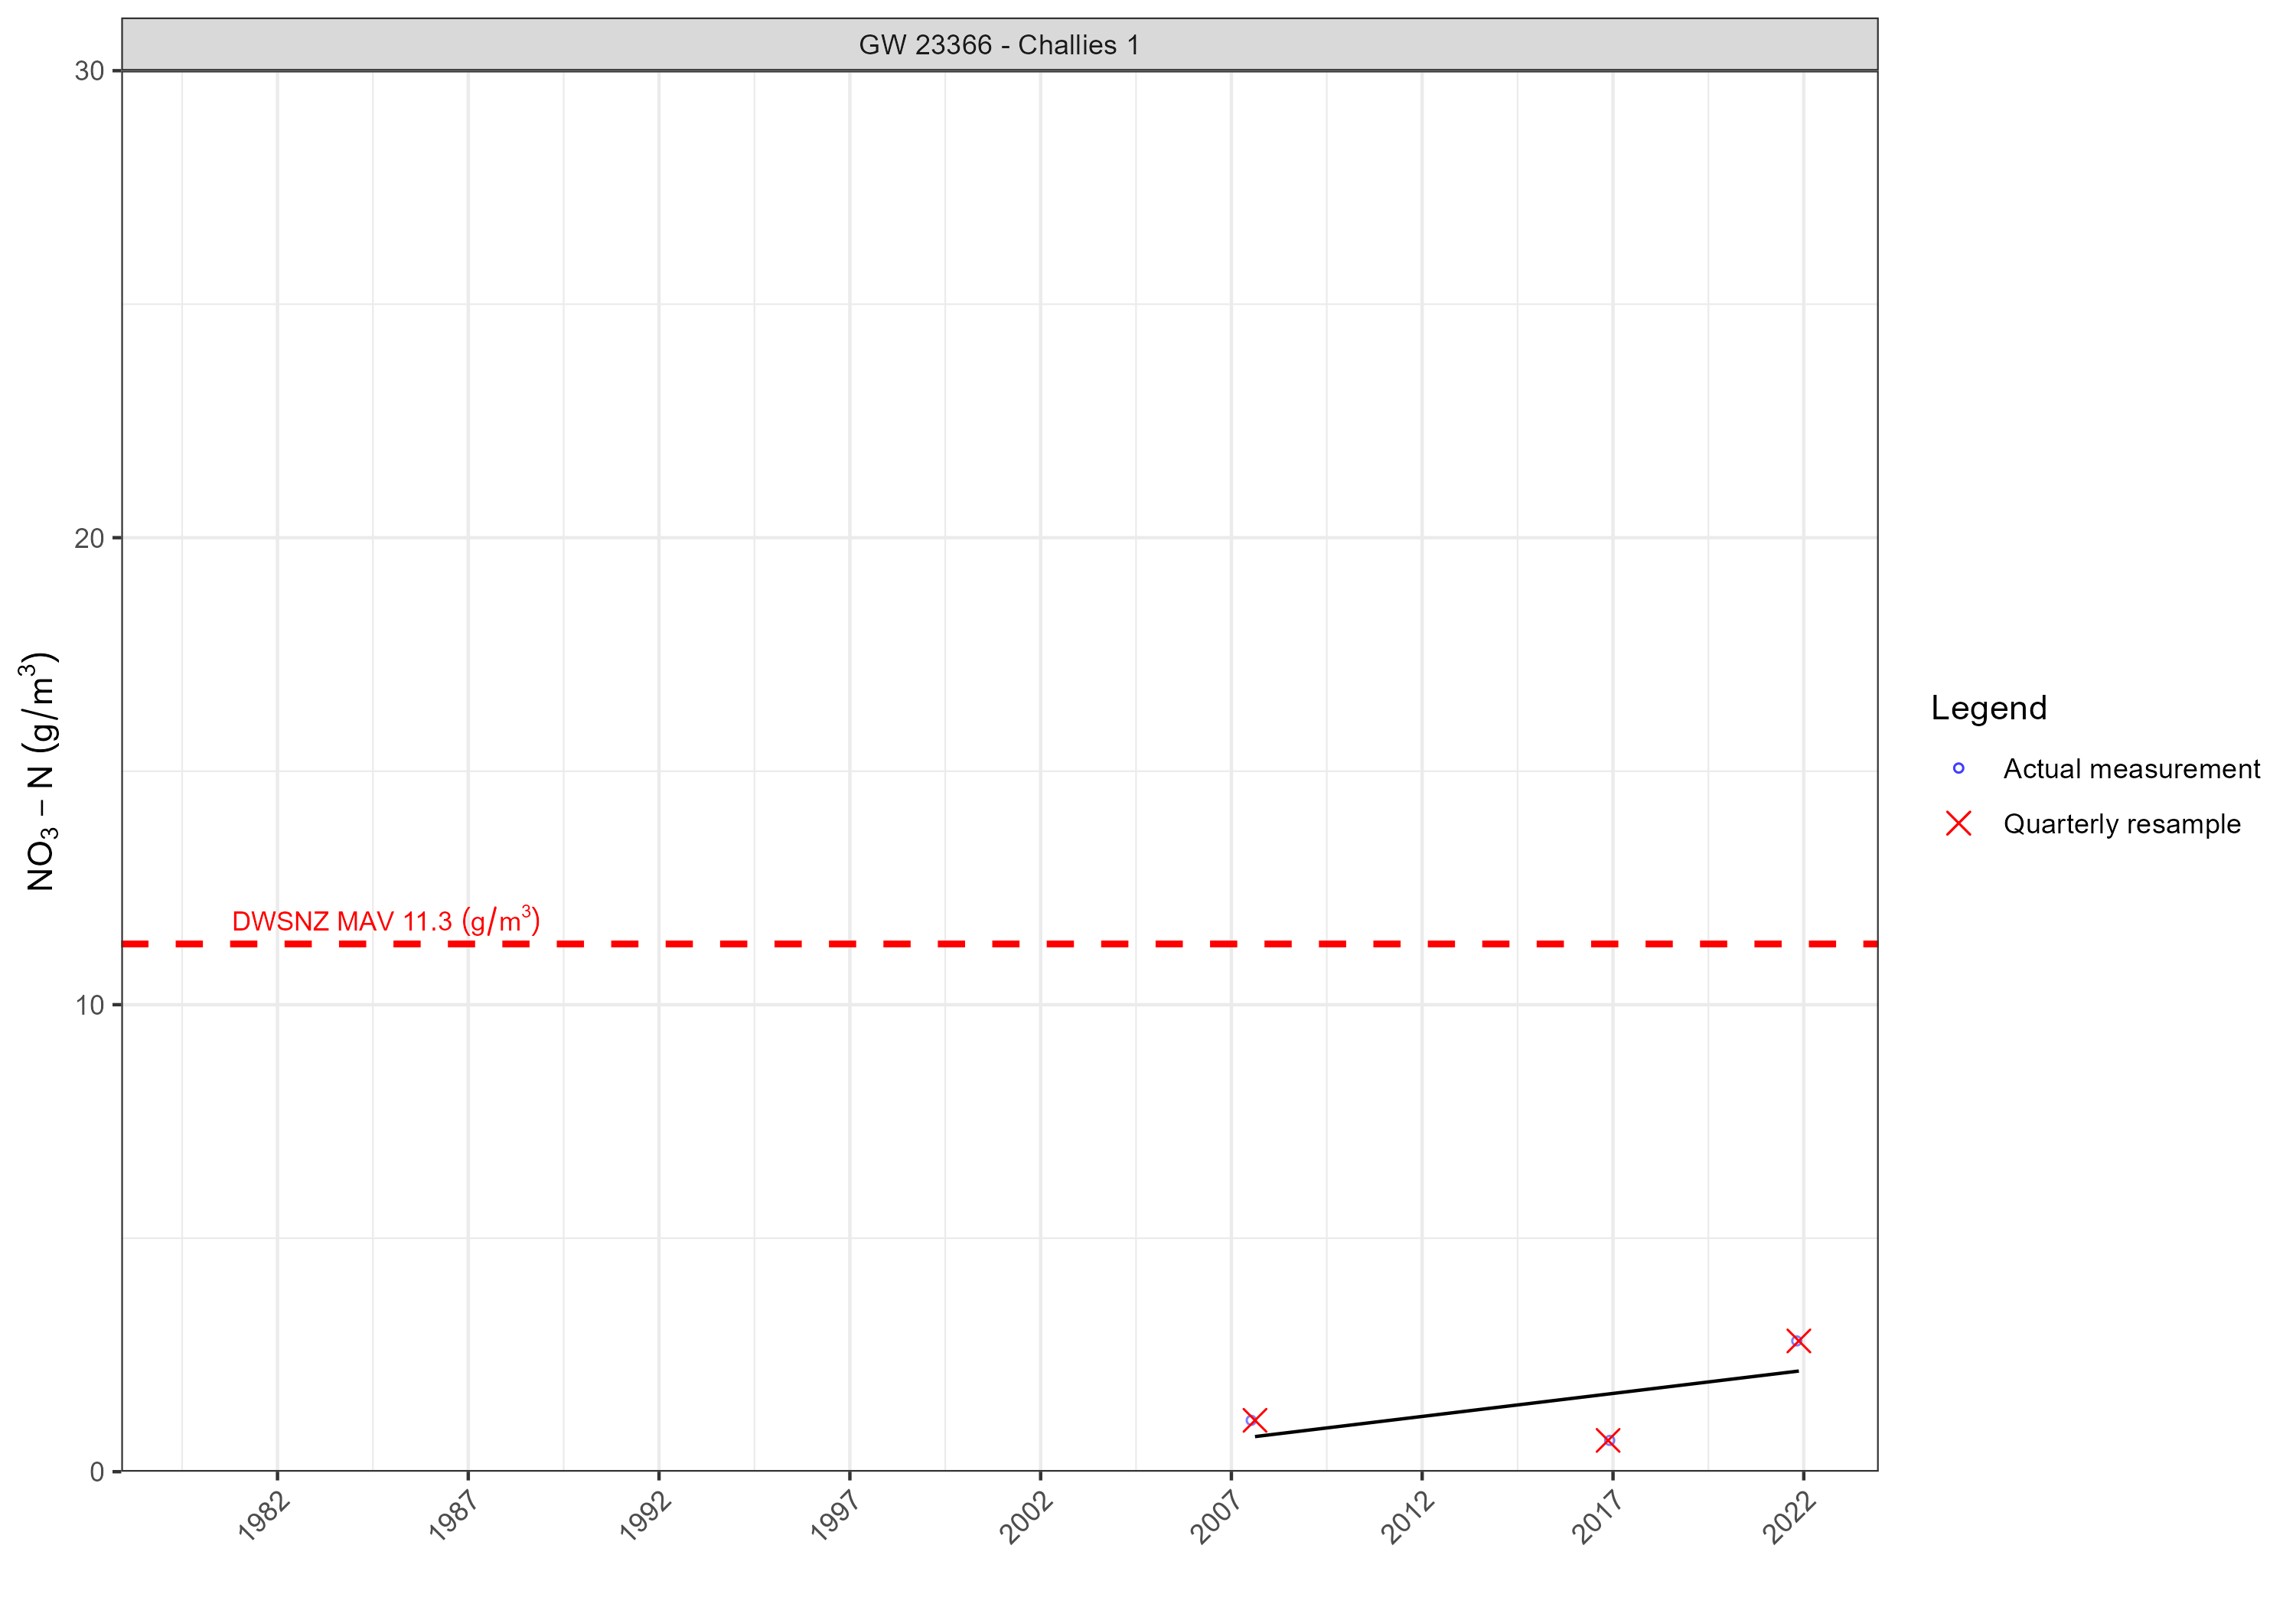 GW 23366 - Challies 1
30
20
10
0
NO₃ – N (g/m³)
DWSNZ MAV 11.3 (g/m³)
1982
1987
1992
1997
2002
2007
2012
2017
2022
Legend
Actual measurement
Quarterly resample